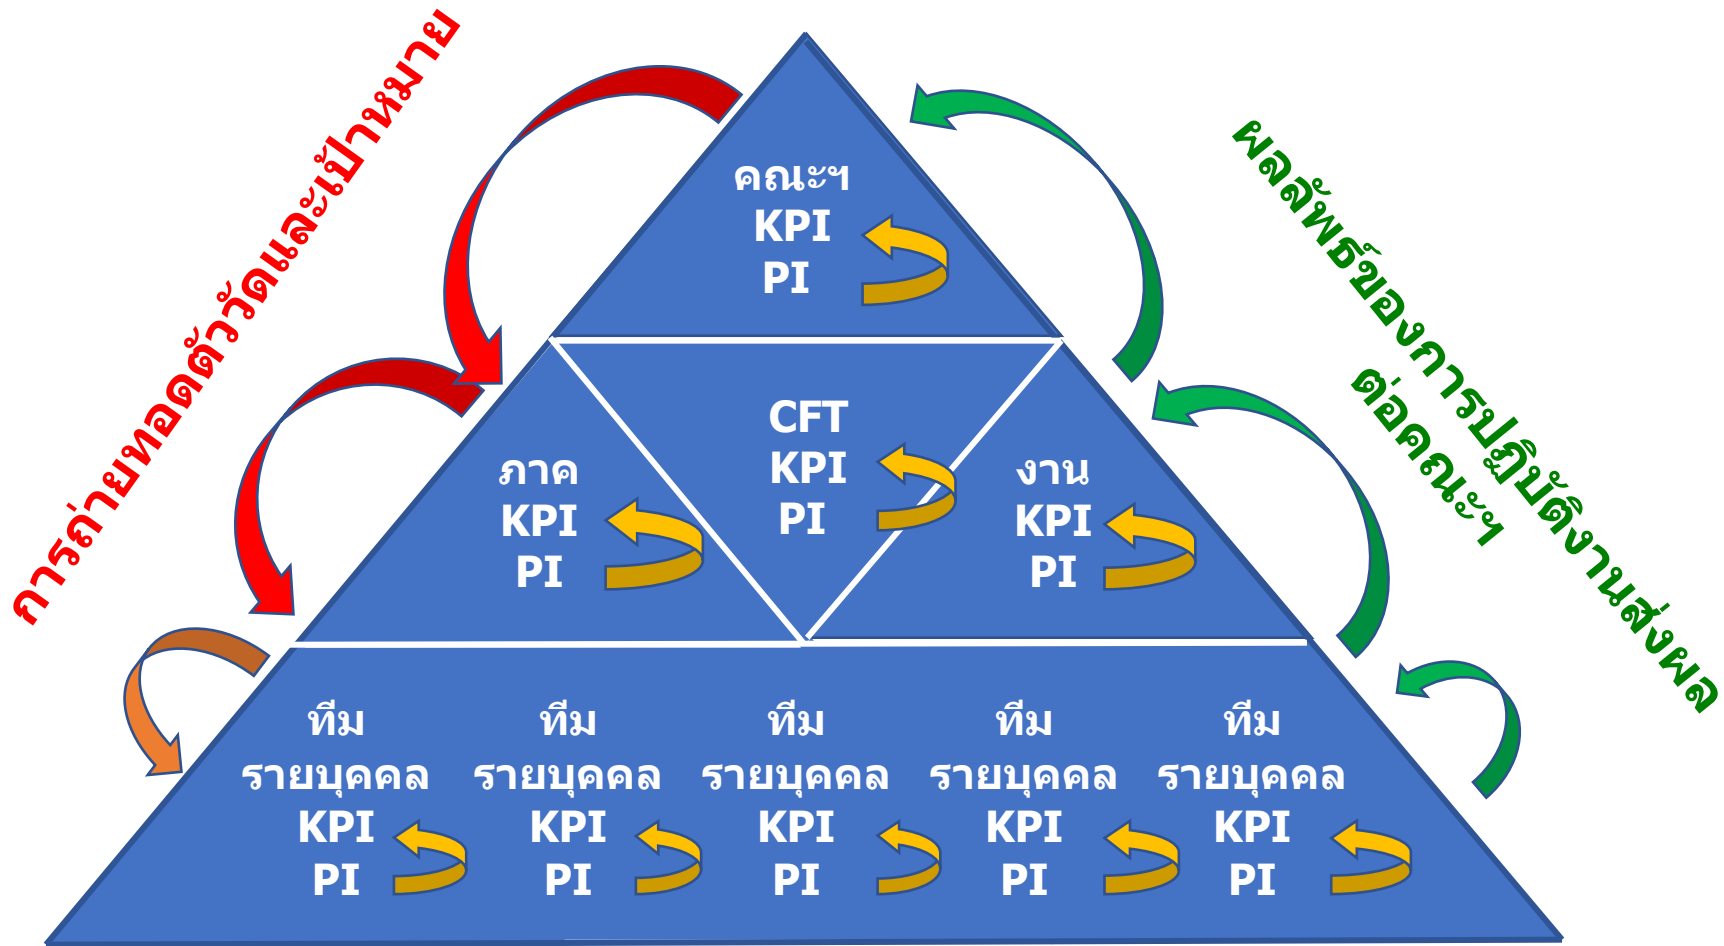 การถ่ายทอดตัววัดและเป้าหมาย
ผลลัพธ์ของการปฏิบัติงานส่งผล
ต่อคณะฯ
คณะฯ
KPI
PI
ภาค
KPI
PI
CFT
KPI
PI
งาน
KPI
PI
ทีม
รายบุคคล
KPI
PI
ทีม
รายบุคคล
KPI
PI
ทีม
รายบุคคล
KPI
PI
ทีม
รายบุคคล
KPI
PI
ทีม
รายบุคคล
KPI
PI